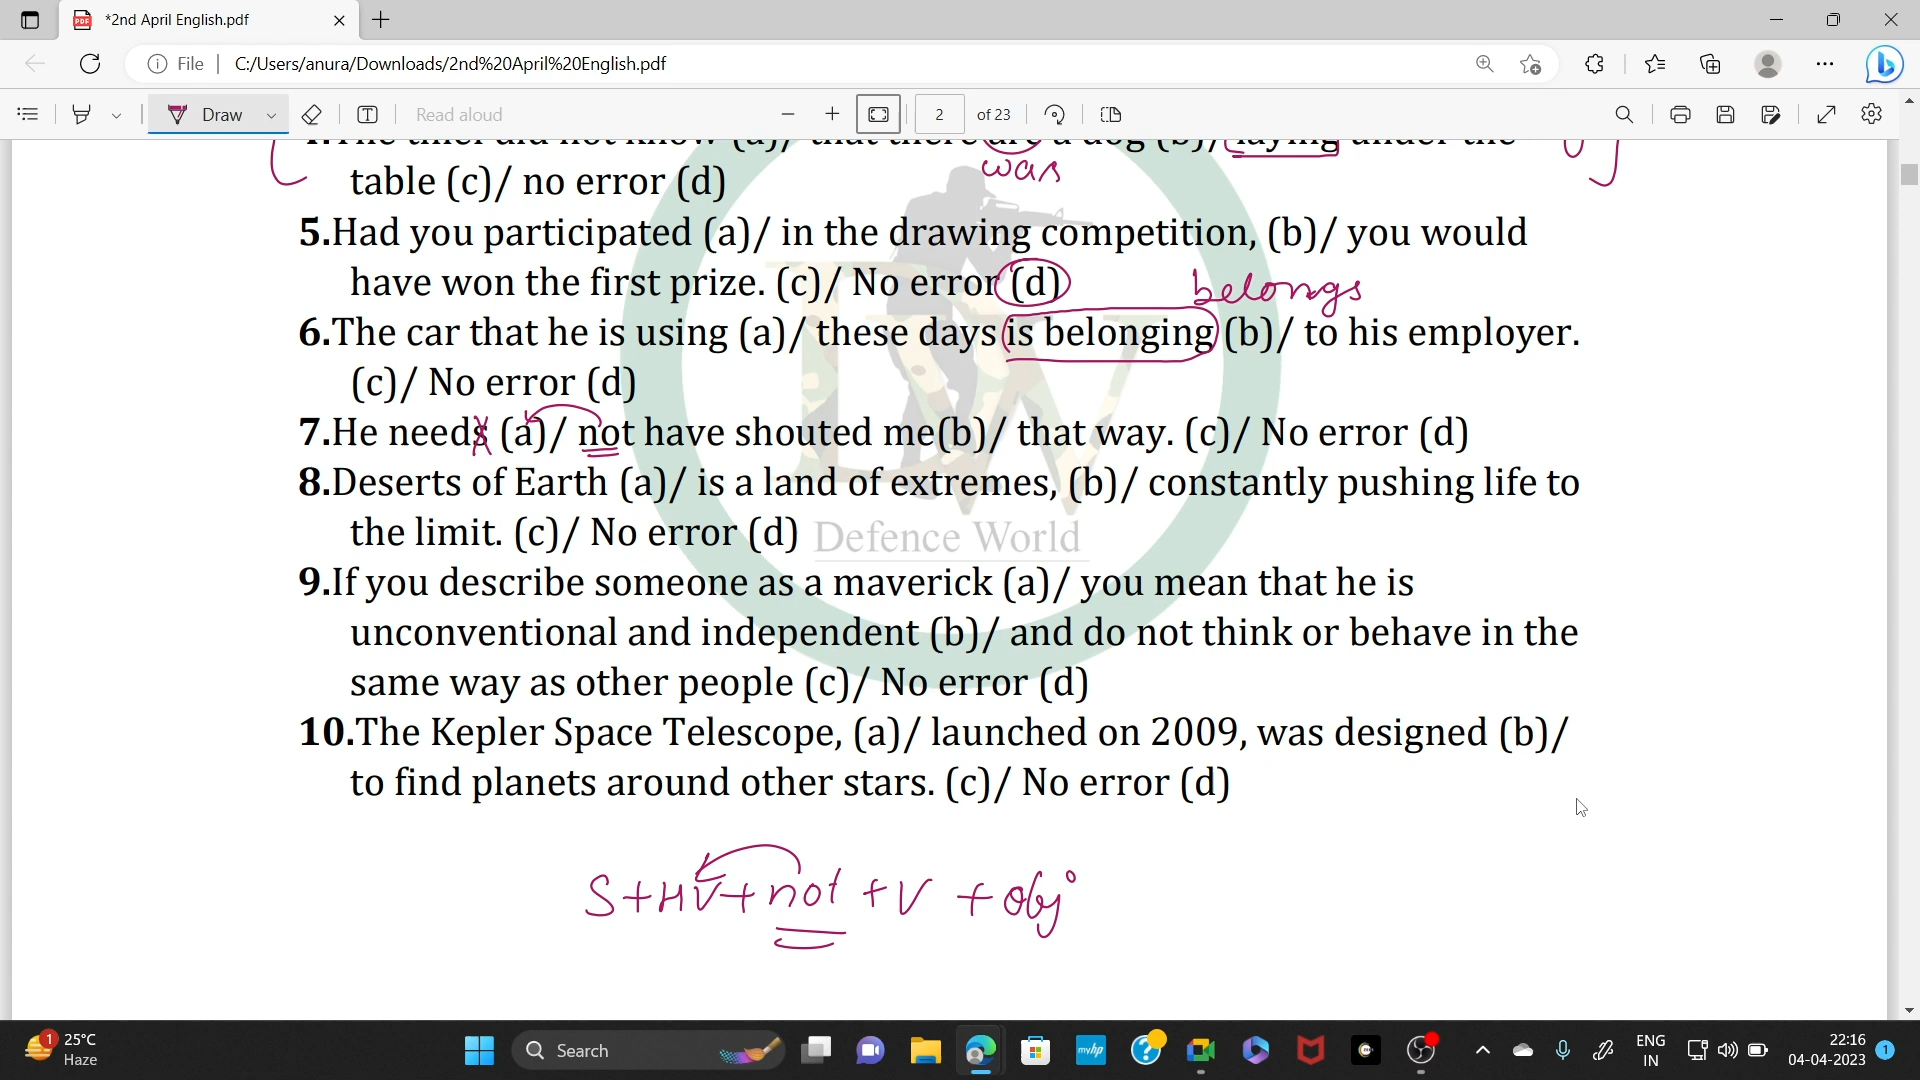 *2nd April English.pdf
File
C:/Users/anura/Downloads/2nd%20April%20English.pdf
Draw
Read aloud
2 of 23
table (c)/ no error (d)
was
5.Had you participated (a)/ in the drawing competition, (b)/ you would
have won the first prize. (c)/ No error (d)
belongs
6.The car that he is using (a)/ these days is belonging (b)/ to his employer.
(c)/ No error (d)
7.He needs (a)/ not have shouted me(b)/ that way. (c)/ No error (d)
8.Deserts of Earth (a)/ is a land of extremes, (b)/ constantly pushing life to
the limit. (c)/ No error (d)
Defence World
9.If you describe someone as a maverick (a)/ you mean that he is
unconventional and independent (b)/ and do not think or behave in the
same way as other people (c)/ No error (d)
10.The Kepler Space Telescope, (a)/ launched on 2009, was designed (b)/
to find planets around other stars. (c)/ No error (d)
S+HV+not +V +obj
1
25°C
Haze
Search
myhp
ENG
IN
22:16
04-04-2023
1